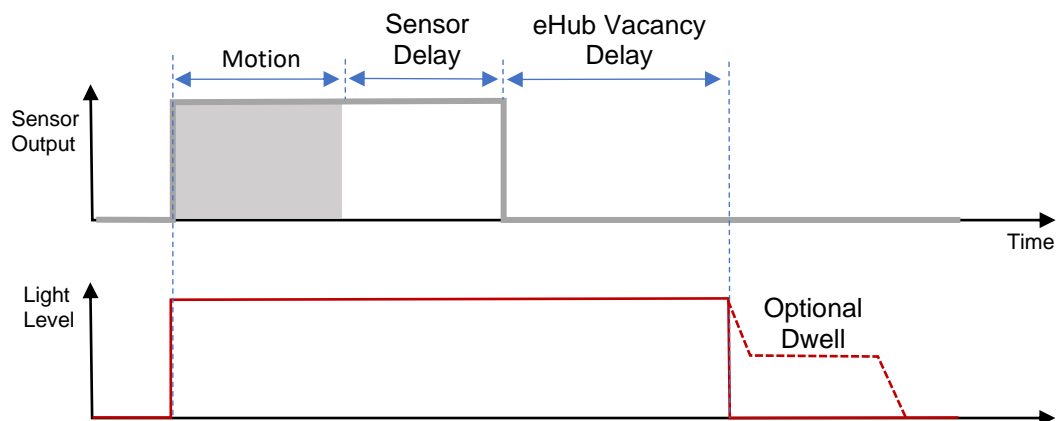 Motion
Sensor
Delay
eHub Vacancy
Delay
Sensor
Output
Time
Light
Level
Optional
Dwell